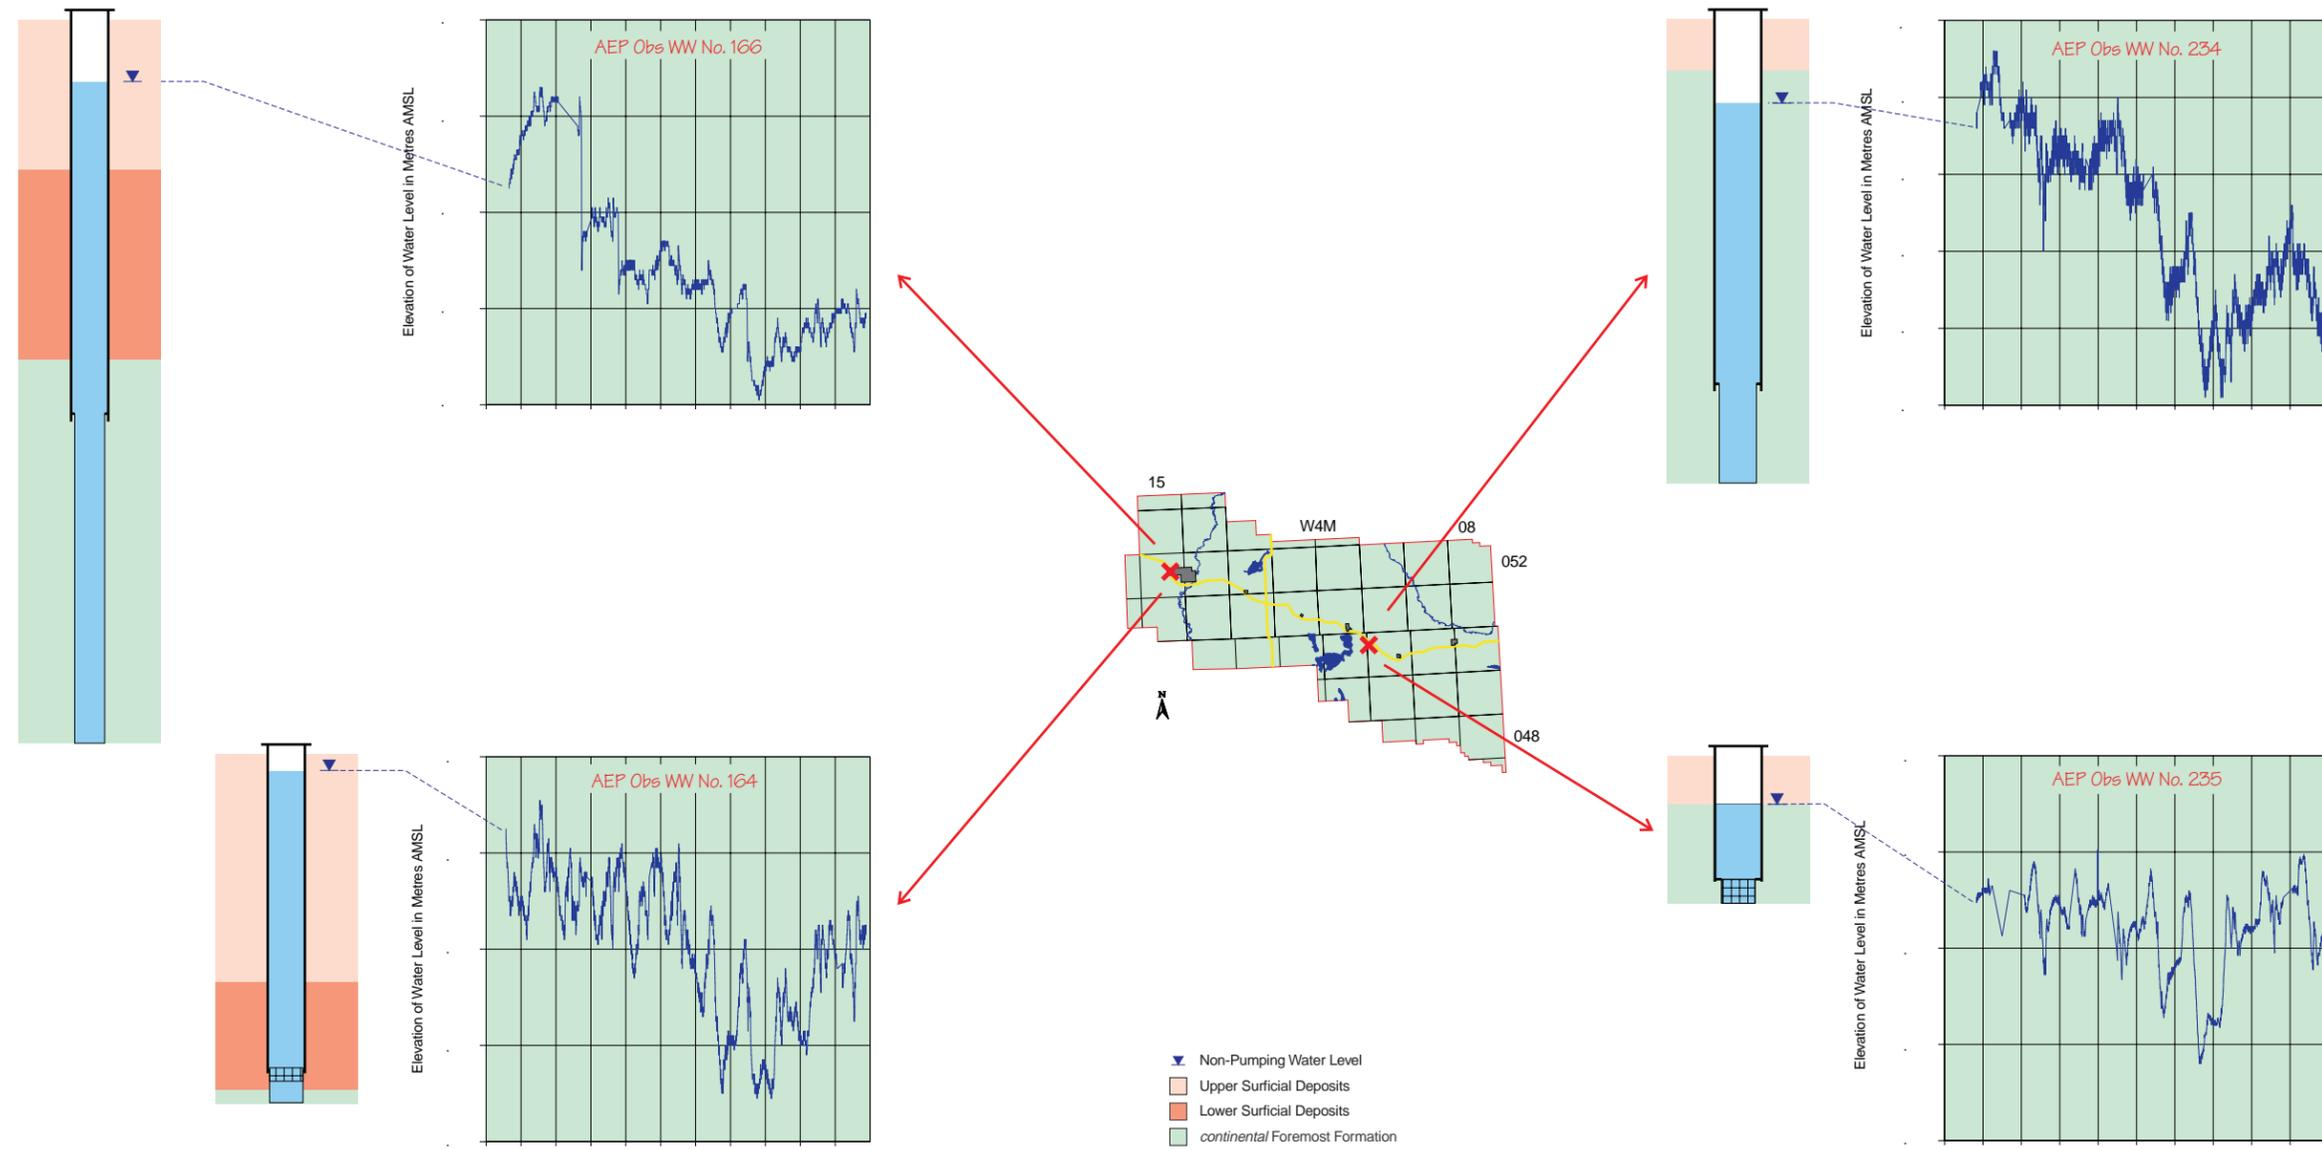 AEP Obs WW No. 166
Elevation of Water Level in Metres AMSL
AEP Obs WW No. 234
Elevation of Water Level in Metres AMSL
15
W4M
08
052
048
N
AEP Obs WW No. 164
Elevation of Water Level in Metres AMSL
AEP Obs WW No. 235
Elevation of Water Level in Metres AMSL
Non-Pumping Water Level
Upper Surficial Deposits
Lower Surficial Deposits
continental Foremost Formation